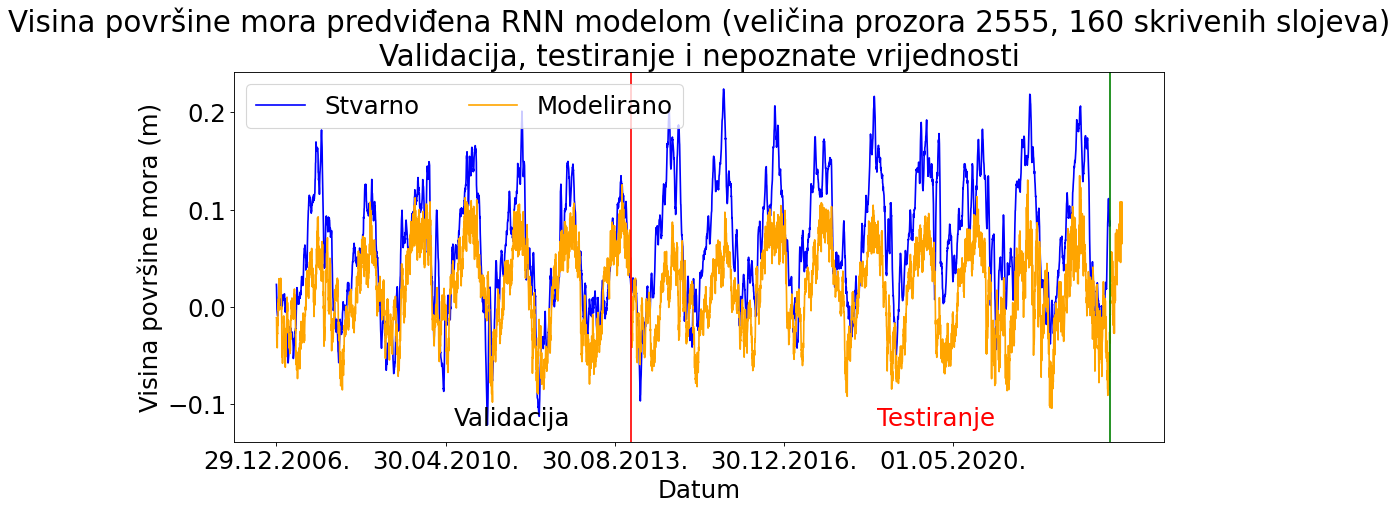 Visina površine mora predviđena RNN modelom (veličina prozora 2555, 160 skrivenih slojeva)
Validacija, testiranje i nepoznate vrijednosti
Stvarno Modelirano
Visina površine mora (m)
0.2
0.1
0.0
−0.1
Validacija
Testiranje
29.12.2006. 30.04.2010. 30.08.2013. 30.12.2016. 01.05.2020.
Datum